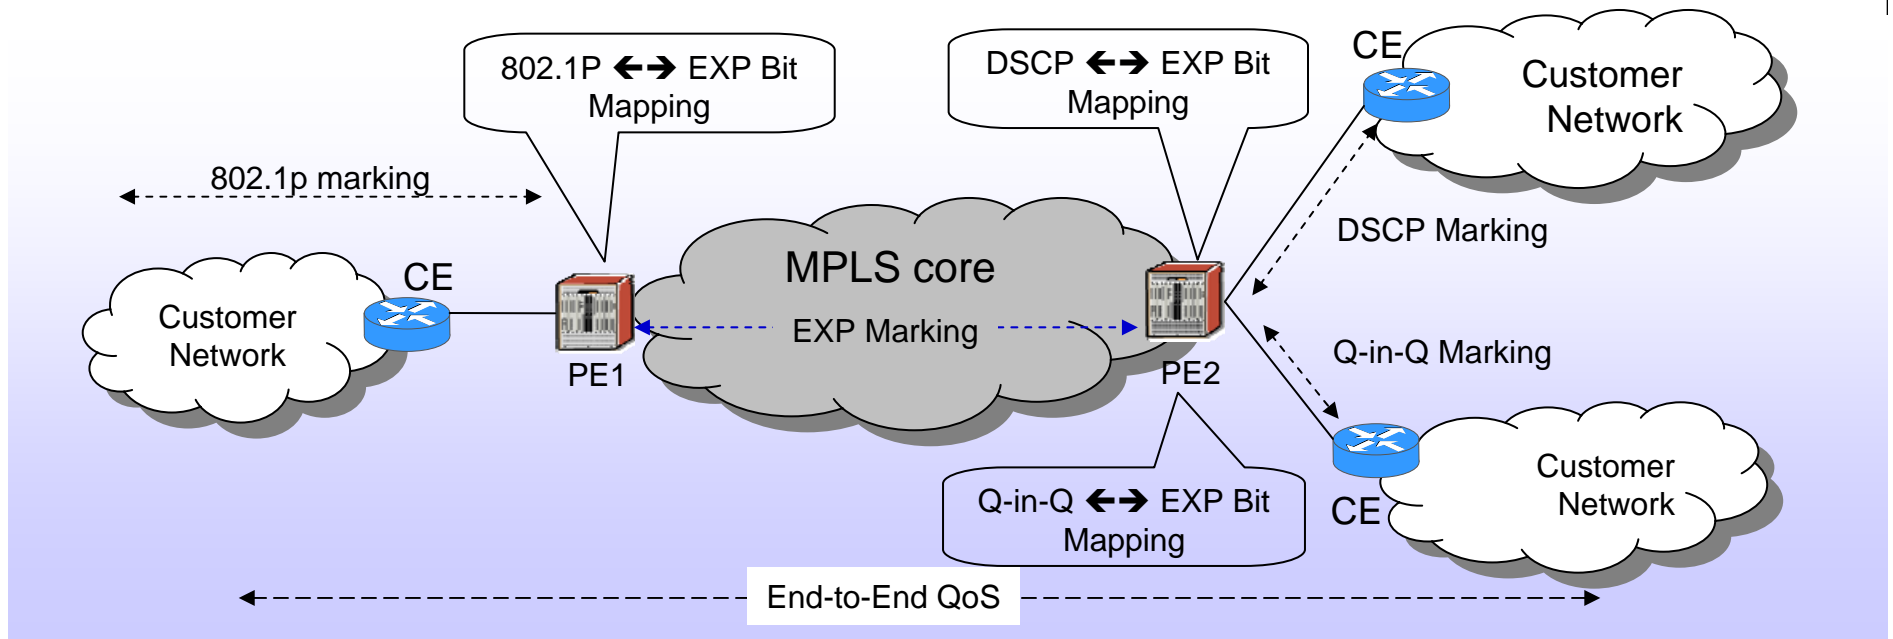 802.1P 🡸🡺 EXP Bit
Mapping
DSCP 🡸🡺 EXP Bit
Mapping
CE
Customer
Network
802.1p marking
DSCP Marking
MPLS core
CE
Customer
Network
EXP Marking
PE1
PE2
Q-in-Q Marking
Q-in-Q 🡸🡺 EXP Bit
Mapping
CE
Customer
Network
End-to-End QoS